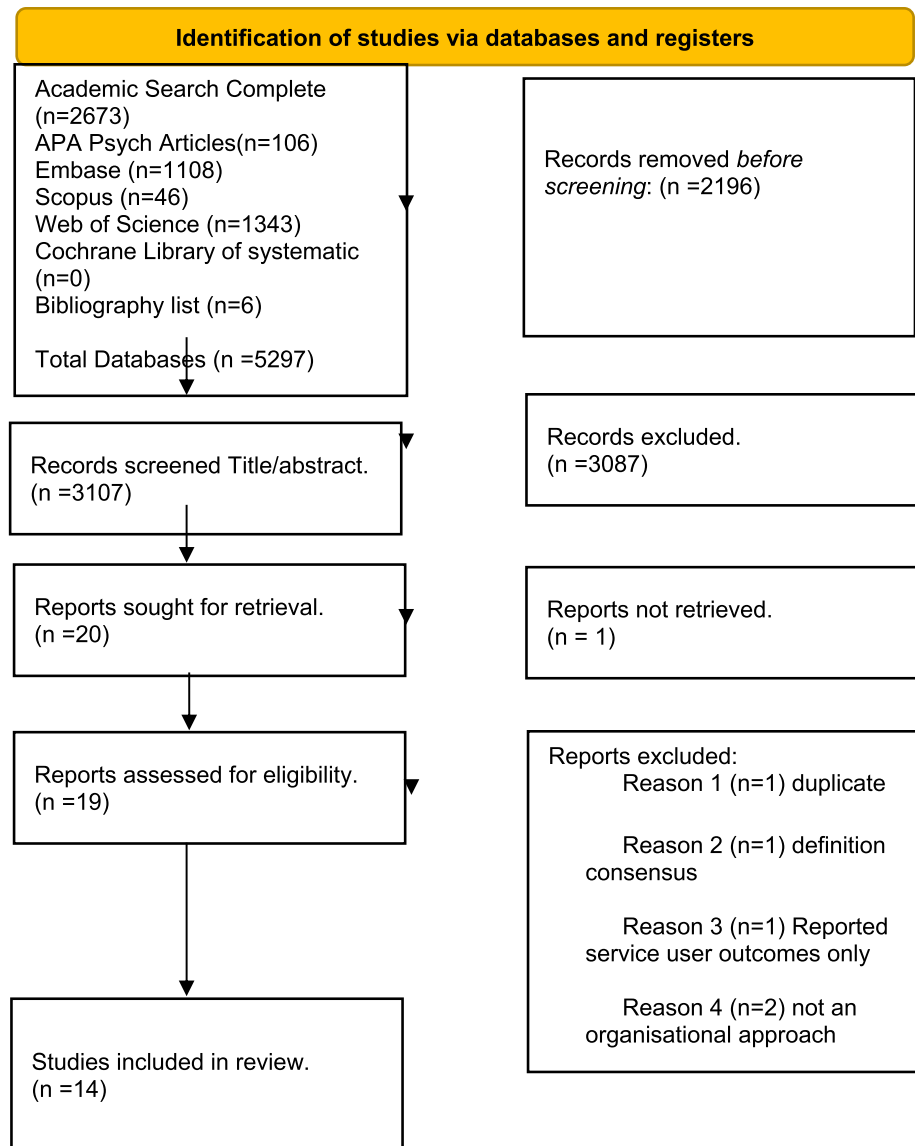 Identification of studies via databases and registers
Academic Search Complete
(n=2673)
APA Psych Articles(n=106)
Embase (n=1108)
Scopus (n=46)
Web of Science (n=1343)
Cochrane Library of systematic
(n=0)
Bibliography list (n=6)
Total Databases (n =5297)
Records removed before
screening: (n =2196)
Records screened Title/abstract.
(n =3107)
Records excluded.
(n =3087)
Reports sought for retrieval.
(n =20)
Reports not retrieved.
(n = 1)
Reports assessed for eligibility.
(n =19)
Reports excluded:
Reason 1 (n=1) duplicate
Reason 2 (n=1) definition
consensus
Reason 3 (n=1) Reported
service user outcomes only
Reason 4 (n=2) not an
organisational approach
Studies included in review.
(n =14)